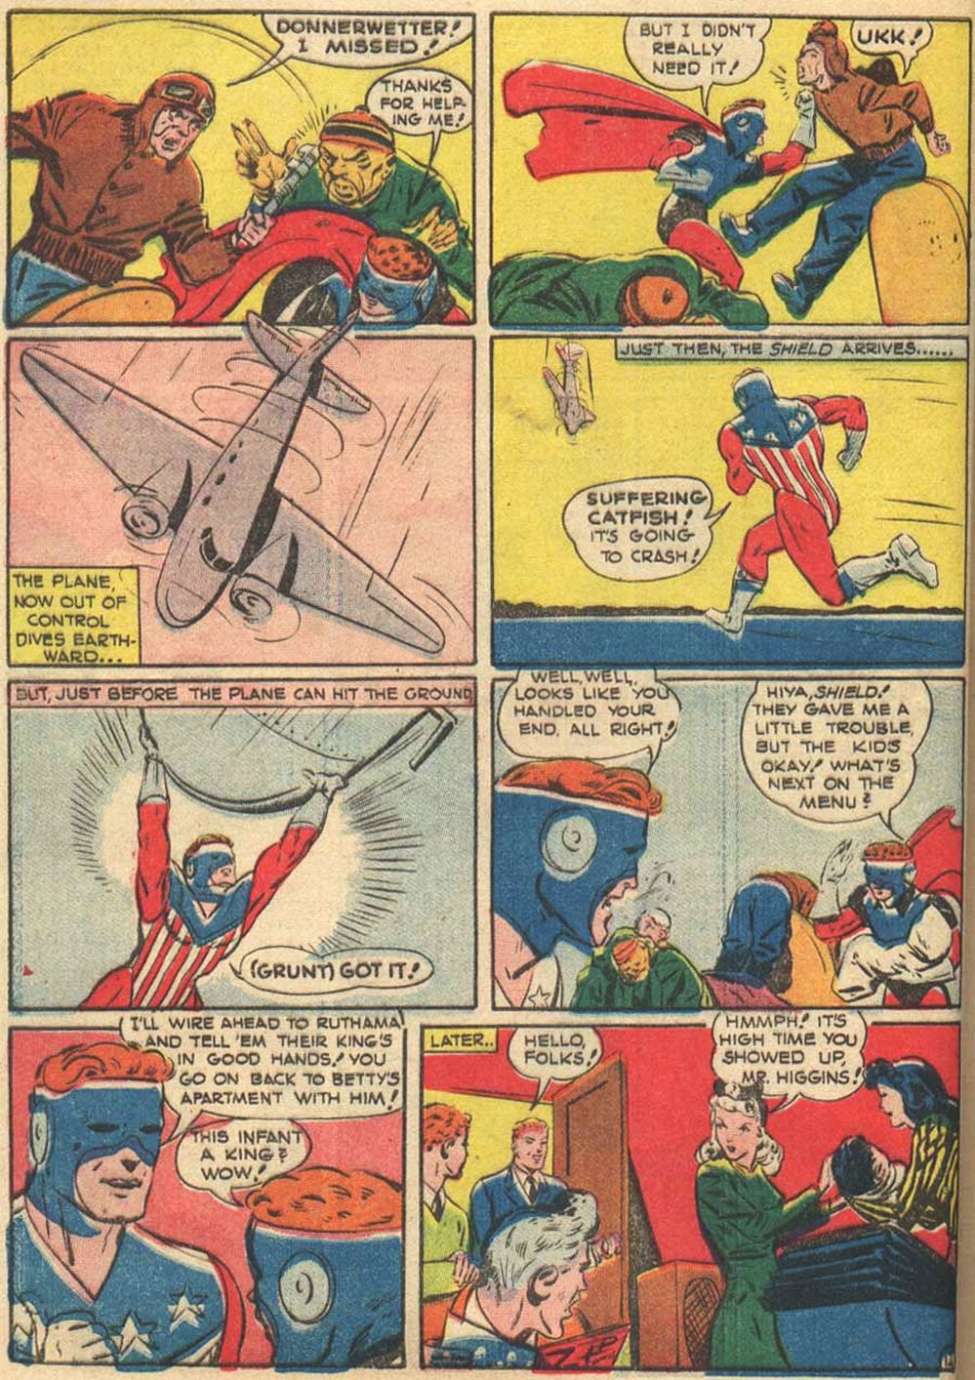 DONNERWETTER!
I MISSED!
THANKS
FOR HELP-
ING ME!
BUT I DIDN'T
REALLY
NEED IT!
UKK!
THE PLANE,
NOW OUT OF
CONTROL
DIVES EARTH-
WARD...
JUST THEN, THE SHIELD ARRIVES......
SUFFERING
CATFISH!
IT'S GOING
TO CRASH!
BUT, JUST BEFORE THE PLANE CAN HIT THE GROUND
(GRUNT) GOT IT!
WELL, WELL,
LOOKS LIKE YOU
HANDLED YOUR
END, ALL RIGHT!
HIYA, SHIELD!
THEY GAVE ME A
LITTLE TROUBLE,
BUT THE KID'S
OKAY! WHAT'S
NEXT ON THE
MENU?
I'LL WIRE AHEAD TO RUTHAMA
AND TELL 'EM THEIR KING'S
IN GOOD HANDS! YOU
GO ON BACK TO BETTY'S
APARTMENT WITH HIM!
THIS INFANT
A KING?
WOW!
LATER..
HELLO,
FOLKS!
HMMPH! IT'S
HIGH TIME YOU
SHOWED UP,
MR. HIGGINS!